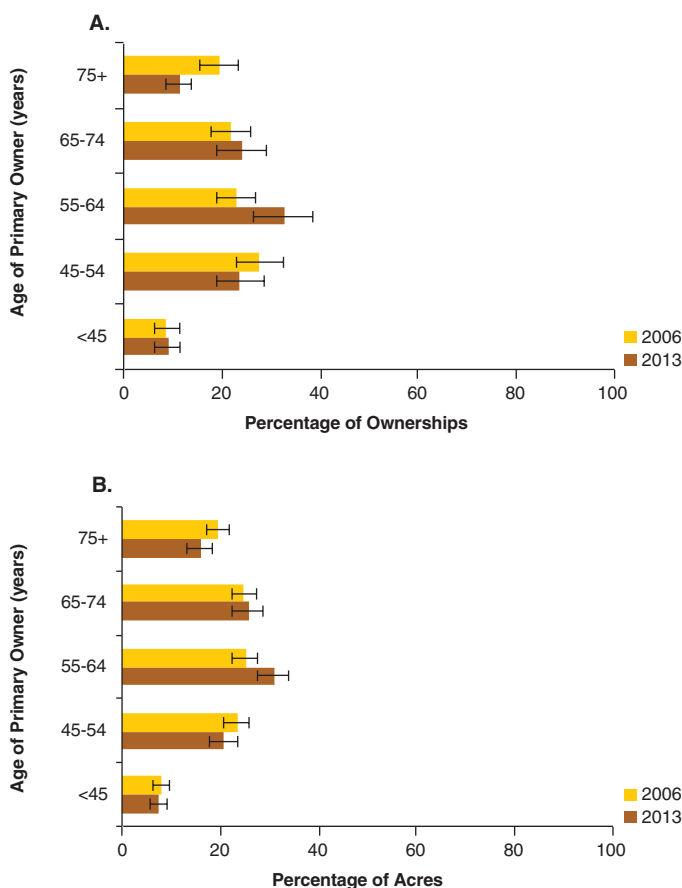 A.
Age of Primary Owner (years)
75+
65-74
55-64
45-54
<45
0 20 40 60 80 100
Percentage of Ownerships
2006
2013
B.
Age of Primary Owner (years)
75+
65-74
55-64
45-54
<45
0 20 40 60 80 100
Percentage of Acres
2006
2013